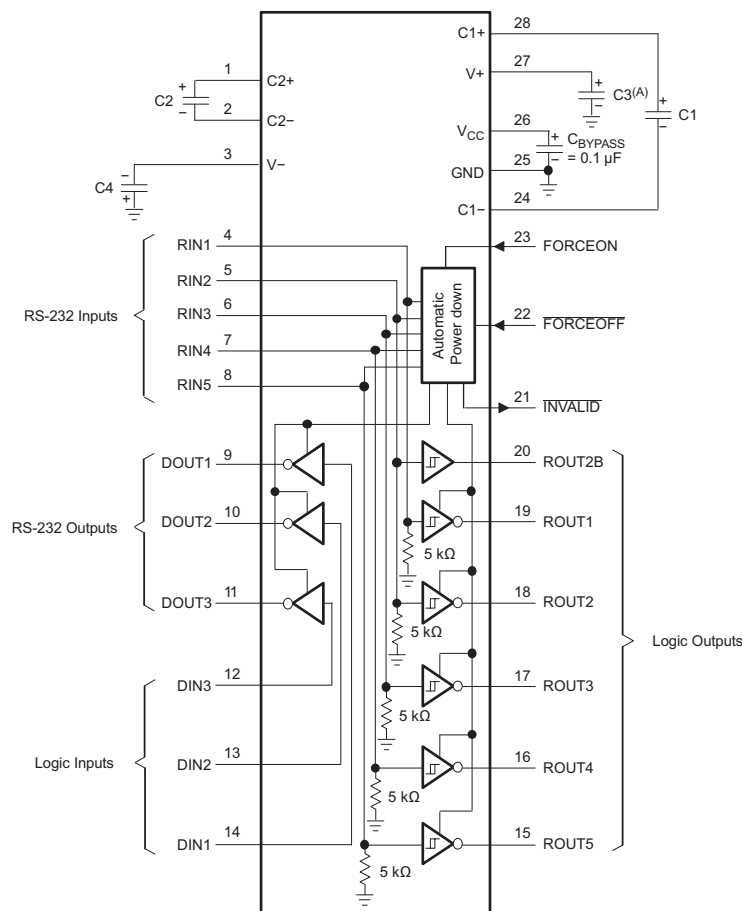 28
C1+
1
C2+
27
V+
+
−
C3(A)
+
C1
−
C2
+
−
2
C2−
26
VCC
+
−
CBYPASS
= 0.1 µF
3
V−
25
GND
−
C4
+
24
C1−
RS-232 Inputs
RIN1
4
RIN2
5
RIN3
6
RIN4
7
RIN5
8
Automatic
Power down
23
FORCEON
22
FORCEOFF
21
INVALID
RS-232 Outputs
DOUT1
9
DOUT2
10
DOUT3
11
20
ROUT2B
19
ROUT1
5 kΩ
18
ROUT2
5 kΩ
17
ROUT3
5 kΩ
16
ROUT4
5 kΩ
15
ROUT5
5 kΩ
Logic Outputs
Logic Inputs
DIN3
12
DIN2
13
DIN1
14